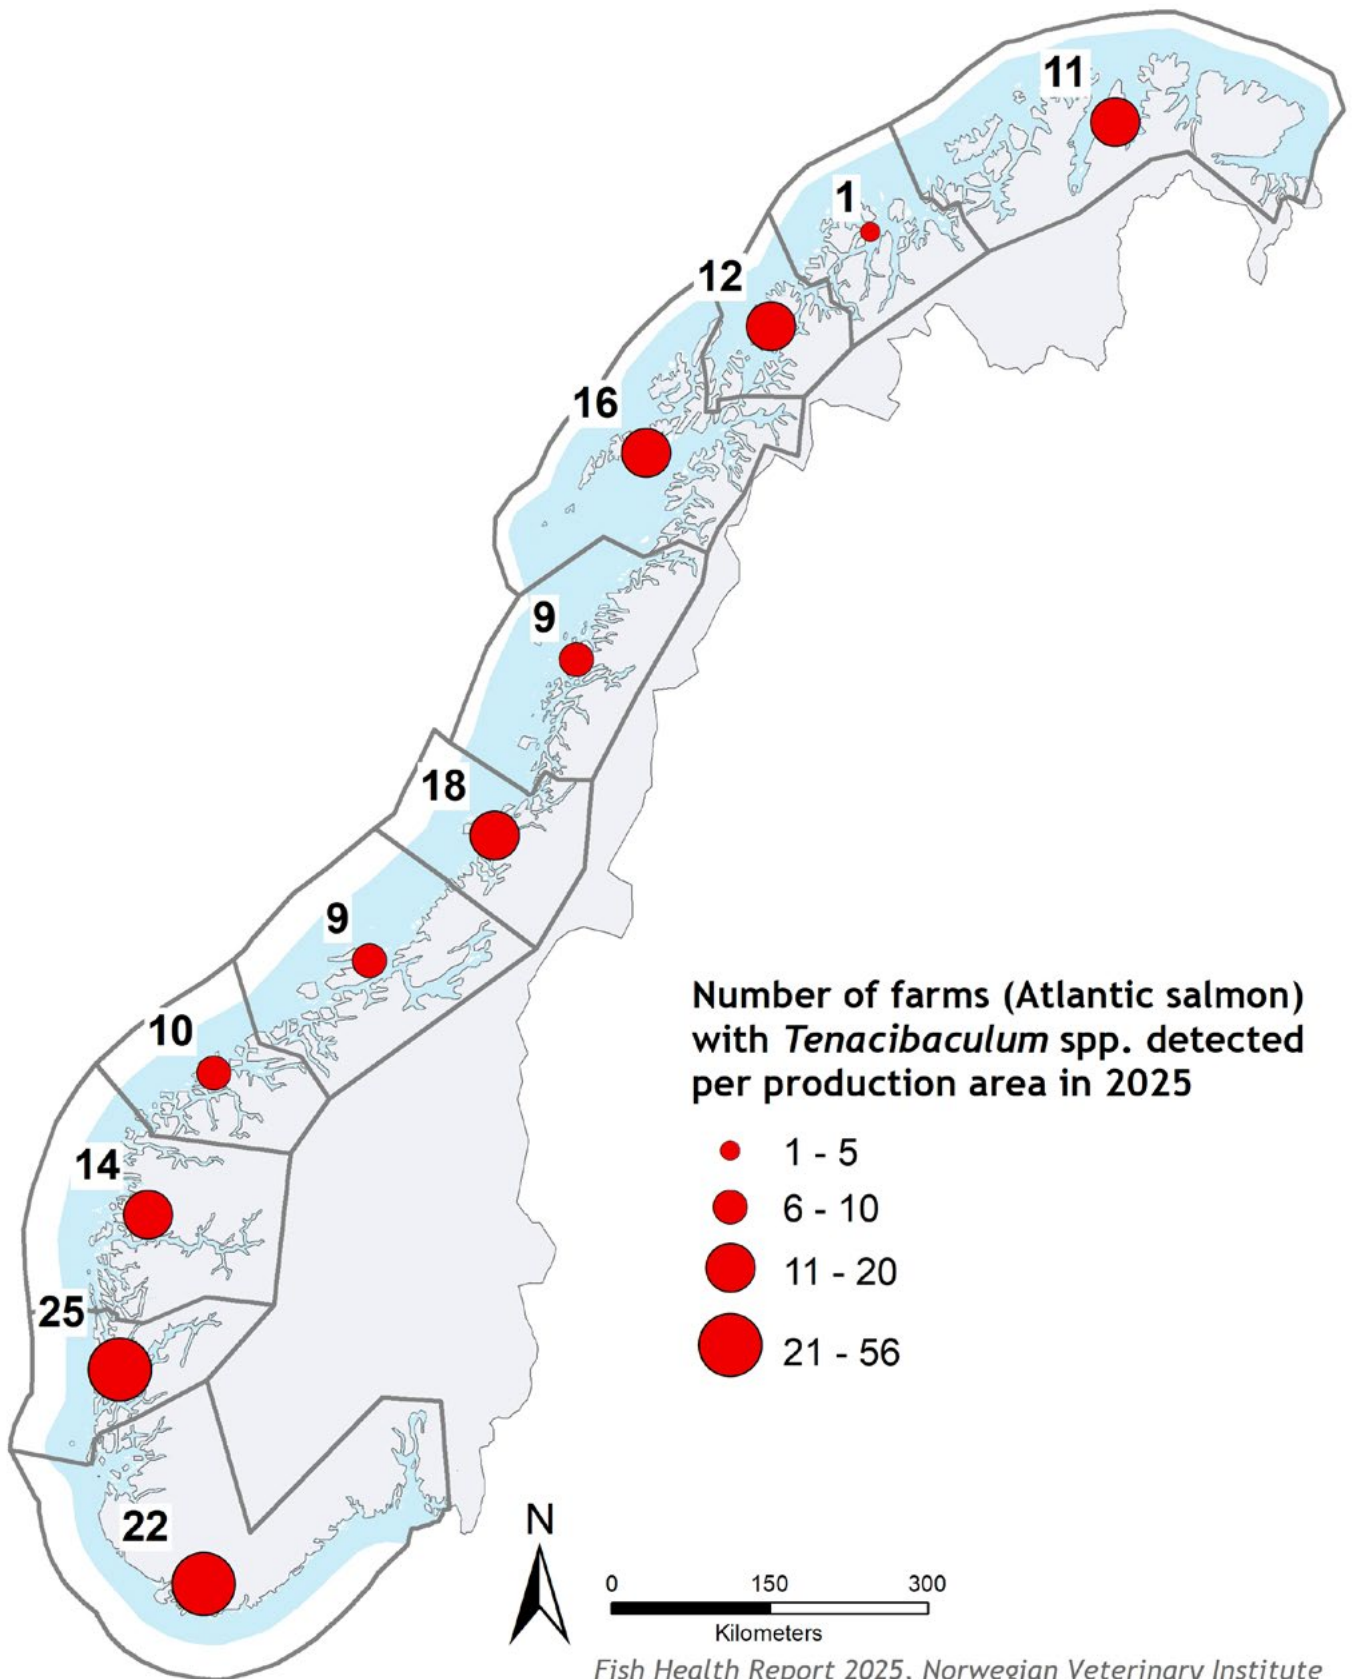 11
1
12
16
9
18
9
10
14
25
22
Number of farms (Atlantic salmon)
with Tenacibaculum spp. detected
per production area in 2025
1 - 5
6 - 10
11 - 20
21 - 56
N
0 150 300
Kilometers
Fish Health Report 2025, Norwegian Veterinary Institute